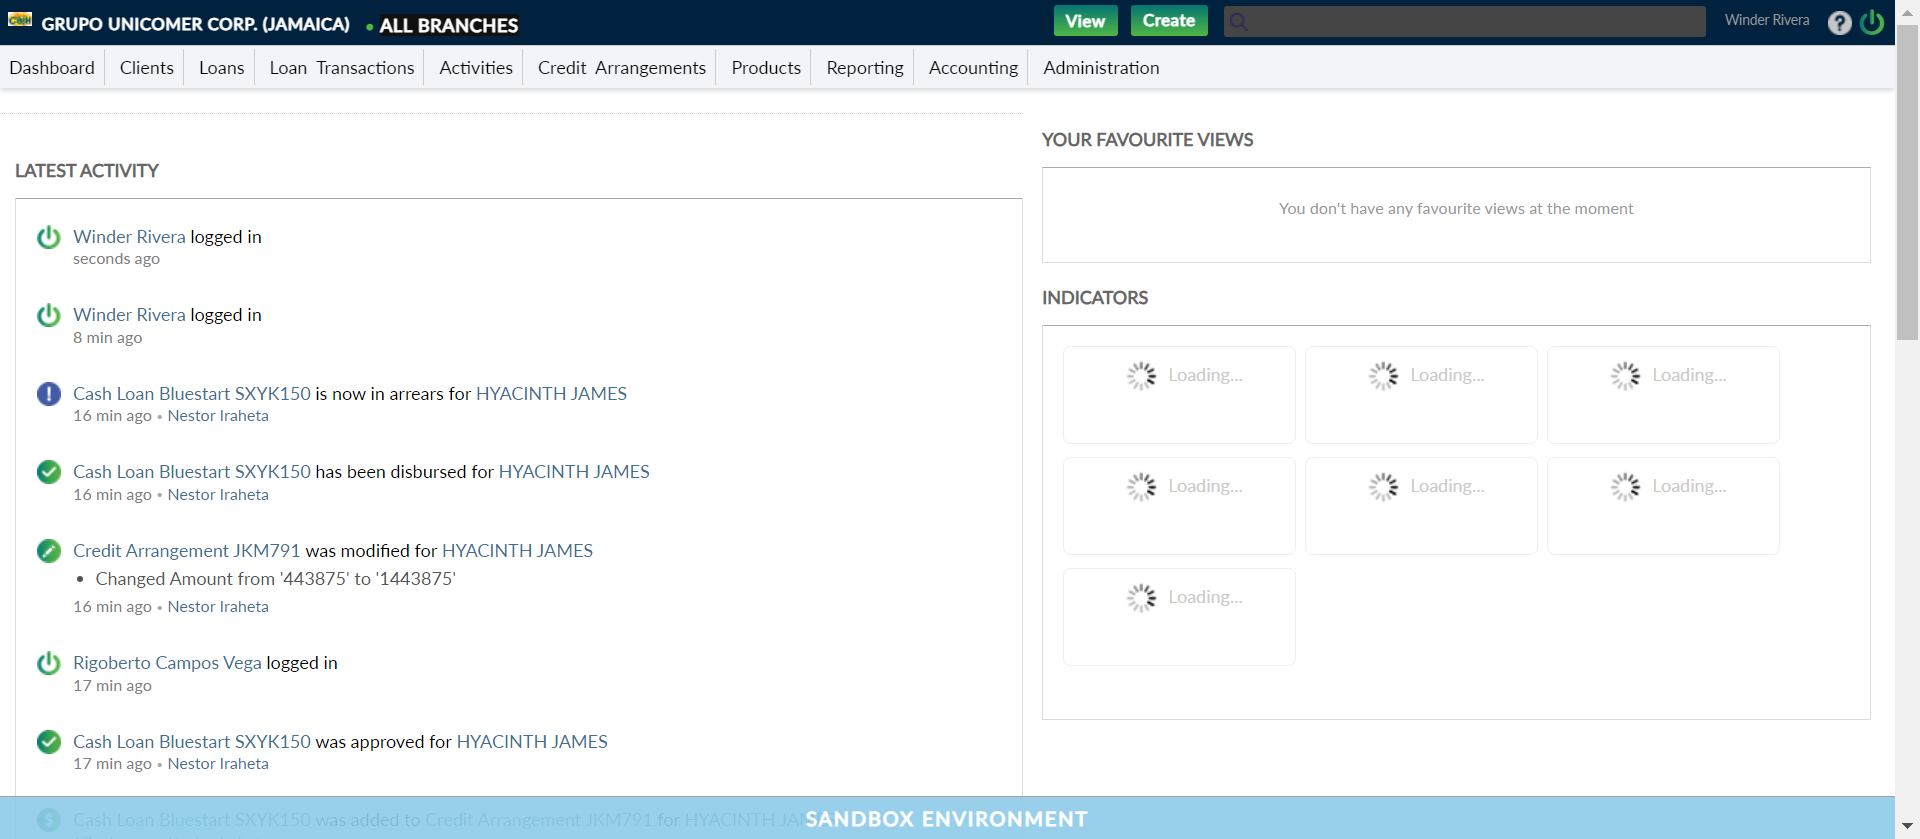 Cash GRUPO UNICOMER CORP. (JAMAICA) • ALL BRANCHES
View Create Winder Rivera ?
Dashboard Clients Loans Loan Transactions Activities Credit Arrangements Products Reporting Accounting Administration
LATEST ACTIVITY
Winder Rivera logged in
seconds ago
Winder Rivera logged in
8 min ago
Cash Loan Bluestart SXYK150 is now in arrears for HYACINTH JAMES
16 min ago • Nestor Iraheta
Cash Loan Bluestart SXYK150 has been disbursed for HYACINTH JAMES
16 min ago • Nestor Iraheta
Credit Arrangement JKM791 was modified for HYACINTH JAMES
• Changed Amount from '443875' to '1443875'
16 min ago • Nestor Iraheta
Rigoberto Campos Vega logged in
17 min ago
Cash Loan Bluestart SXYK150 was approved for HYACINTH JAMES
17 min ago • Nestor Iraheta
Cash Loan Bluestart SXYK150 was added to Credit Arrangement JKM791 for HYACINTH
YOUR FAVOURITE VIEWS
You don't have any favourite views at the moment
INDICATORS
Loading... Loading... Loading...
Loading... Loading... Loading...
Loading...
SANDBOX ENVIRONMENT